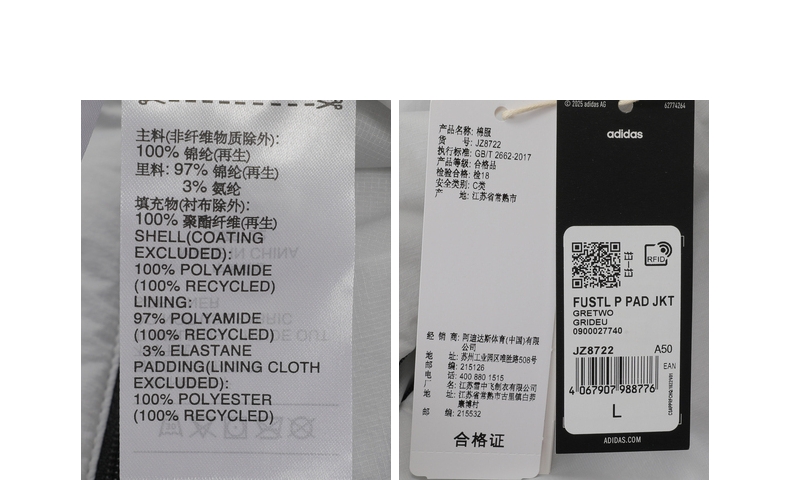 主料(非纤维物质除外):
100% 锦纶(再生)
里料: 97% 锦纶(再生)
3% 氨纶
填充物(衬布除外):
100% 聚酯纤维(再生)
SHELL(COATING
EXCLUDED):
100% POLYAMIDE
(100% RECYCLED)
LINING:
97% POLYAMIDE
(100% RECYCLED)
3% ELASTANE
PADDING(LINING CLOTH
EXCLUDED):
100% POLYESTER
(100% RECYCLED)
产品名称: 棉服
货 号: JZ8722
执行标准: GB/T 2662-2017
产品等级: 合格品
检验合格: 检18
安全类别: C类
产 地: 江苏省常熟市
经 销 商: 阿迪达斯体育(中国)有限
公司
地 址: 苏州工业园区唯胜路508号
邮 编: 215126
电 话: 400 880 1515
厂 名: 江苏雪中飞制衣有限公司
地 址: 江苏省常熟市古里镇白茆
康博村
邮 编: 215532
合格证
© 2025 adidas AG
62774264
adidas
RFID
FUSTL P PAD JKT
GRETWO
GRIDEU
0900027740
JZ8722 A50
EAN
4 067907 988776
L
ADIDAS.COM